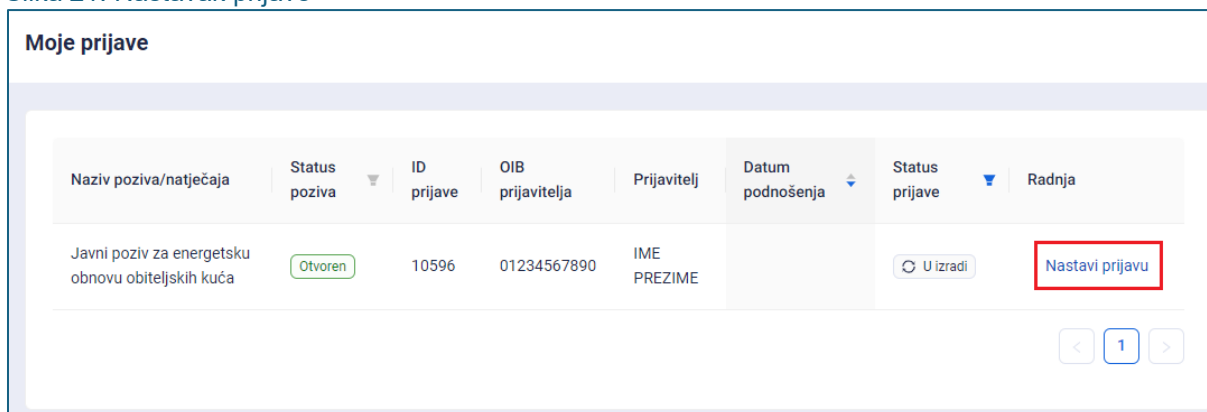 Moje prijave
Naziv poziva/natječaja
Status
poziva
ID
prijave
OIB
prijavitelja
Prijavitelj
Datum
podnošenja
Status
prijave
Radnja
Javni poziv za energetsku
obnovu obiteljskih kuća
Otvoren
10596
01234567890
IME
PREZIME
U izradi
Nastavi prijavu
1